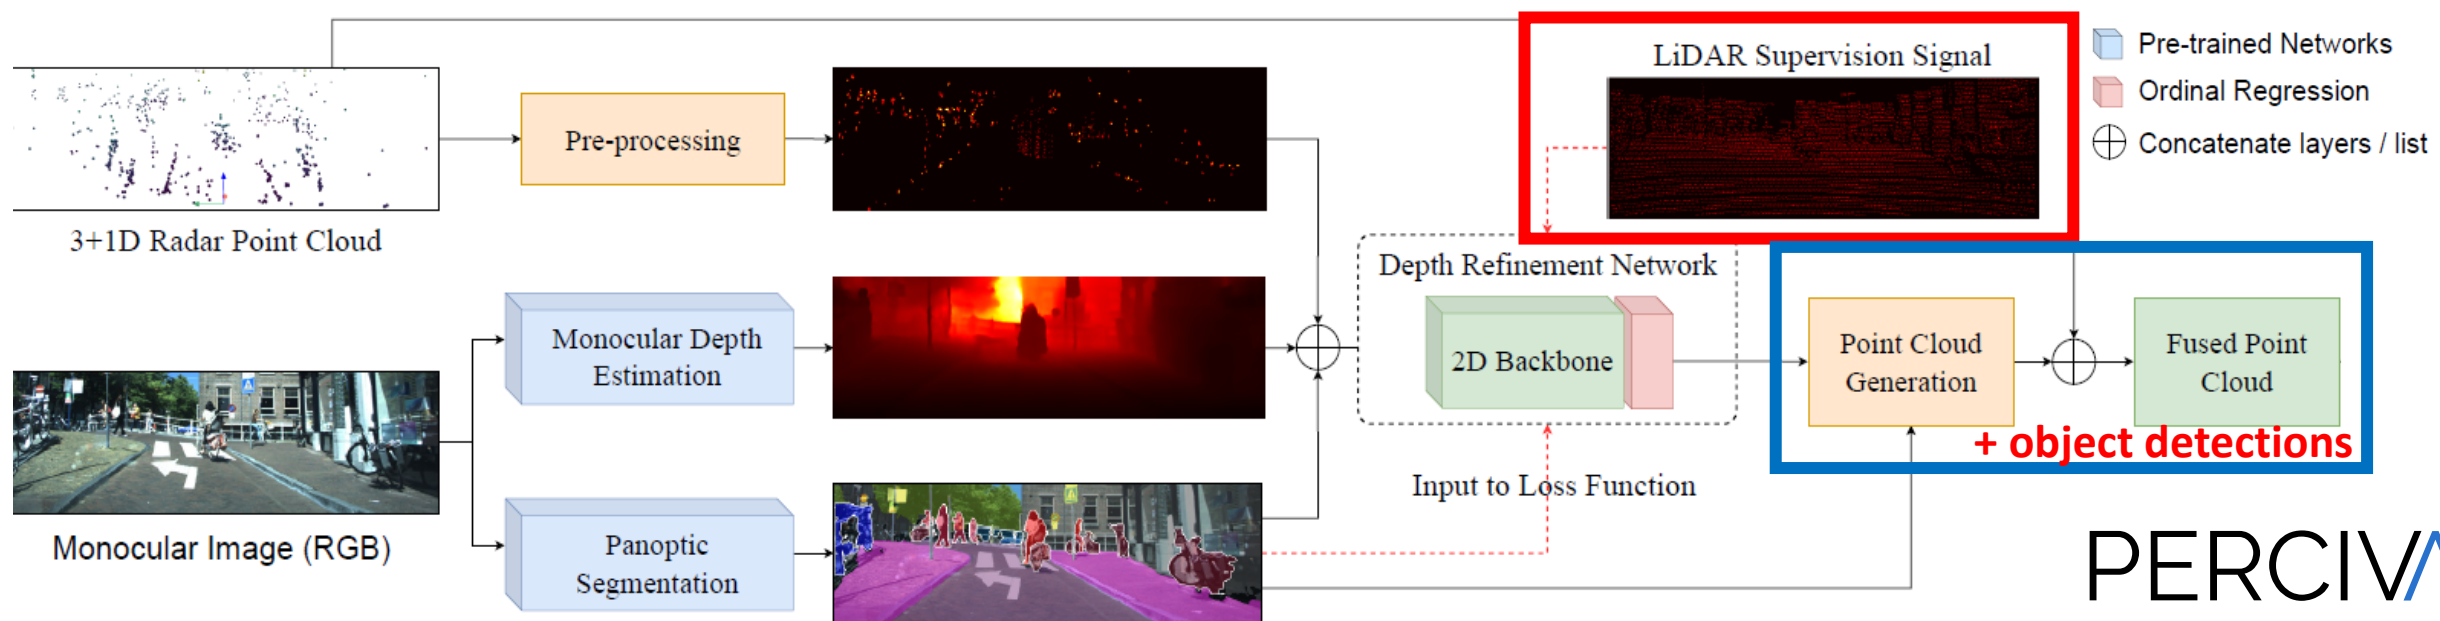 LiDAR Supervision Signal
Pre-trained Networks
Ordinal Regression
Concatenate layers / list
Pre-processing
3+1D Radar Point Cloud
Depth Refinement Network
Monocular Depth
Estimation
2D Backbone
Point Cloud
Generation
Fused Point
Cloud
+ object detections
Input to Loss Function
Monocular Image (RGB)
Panoptic
Segmentation